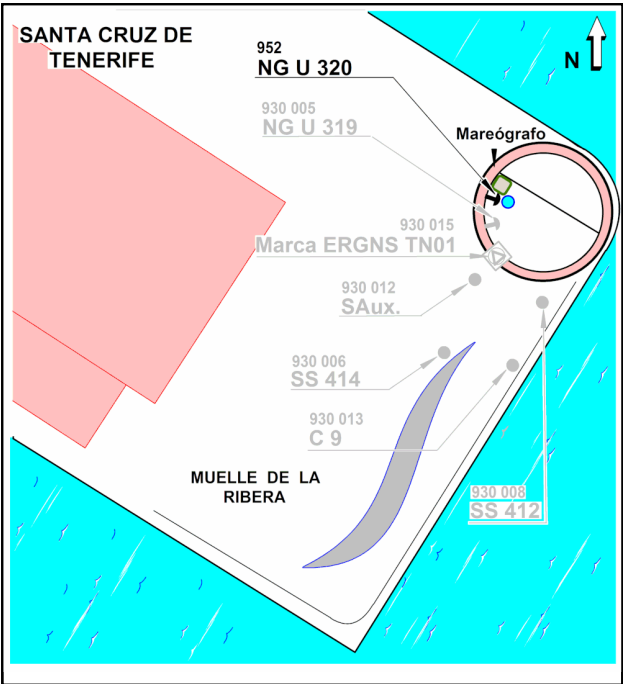 SANTA CRUZ DE
TENERIFE
952
NG U 320
N
930 005
NG U 319
Mareógrafo
930 015
Marca ERGNS TN01
930 012
SAux.
930 006
SS 414
930 013
C 9
MUELLE DE LA
RIBERA
930 008
SS 412